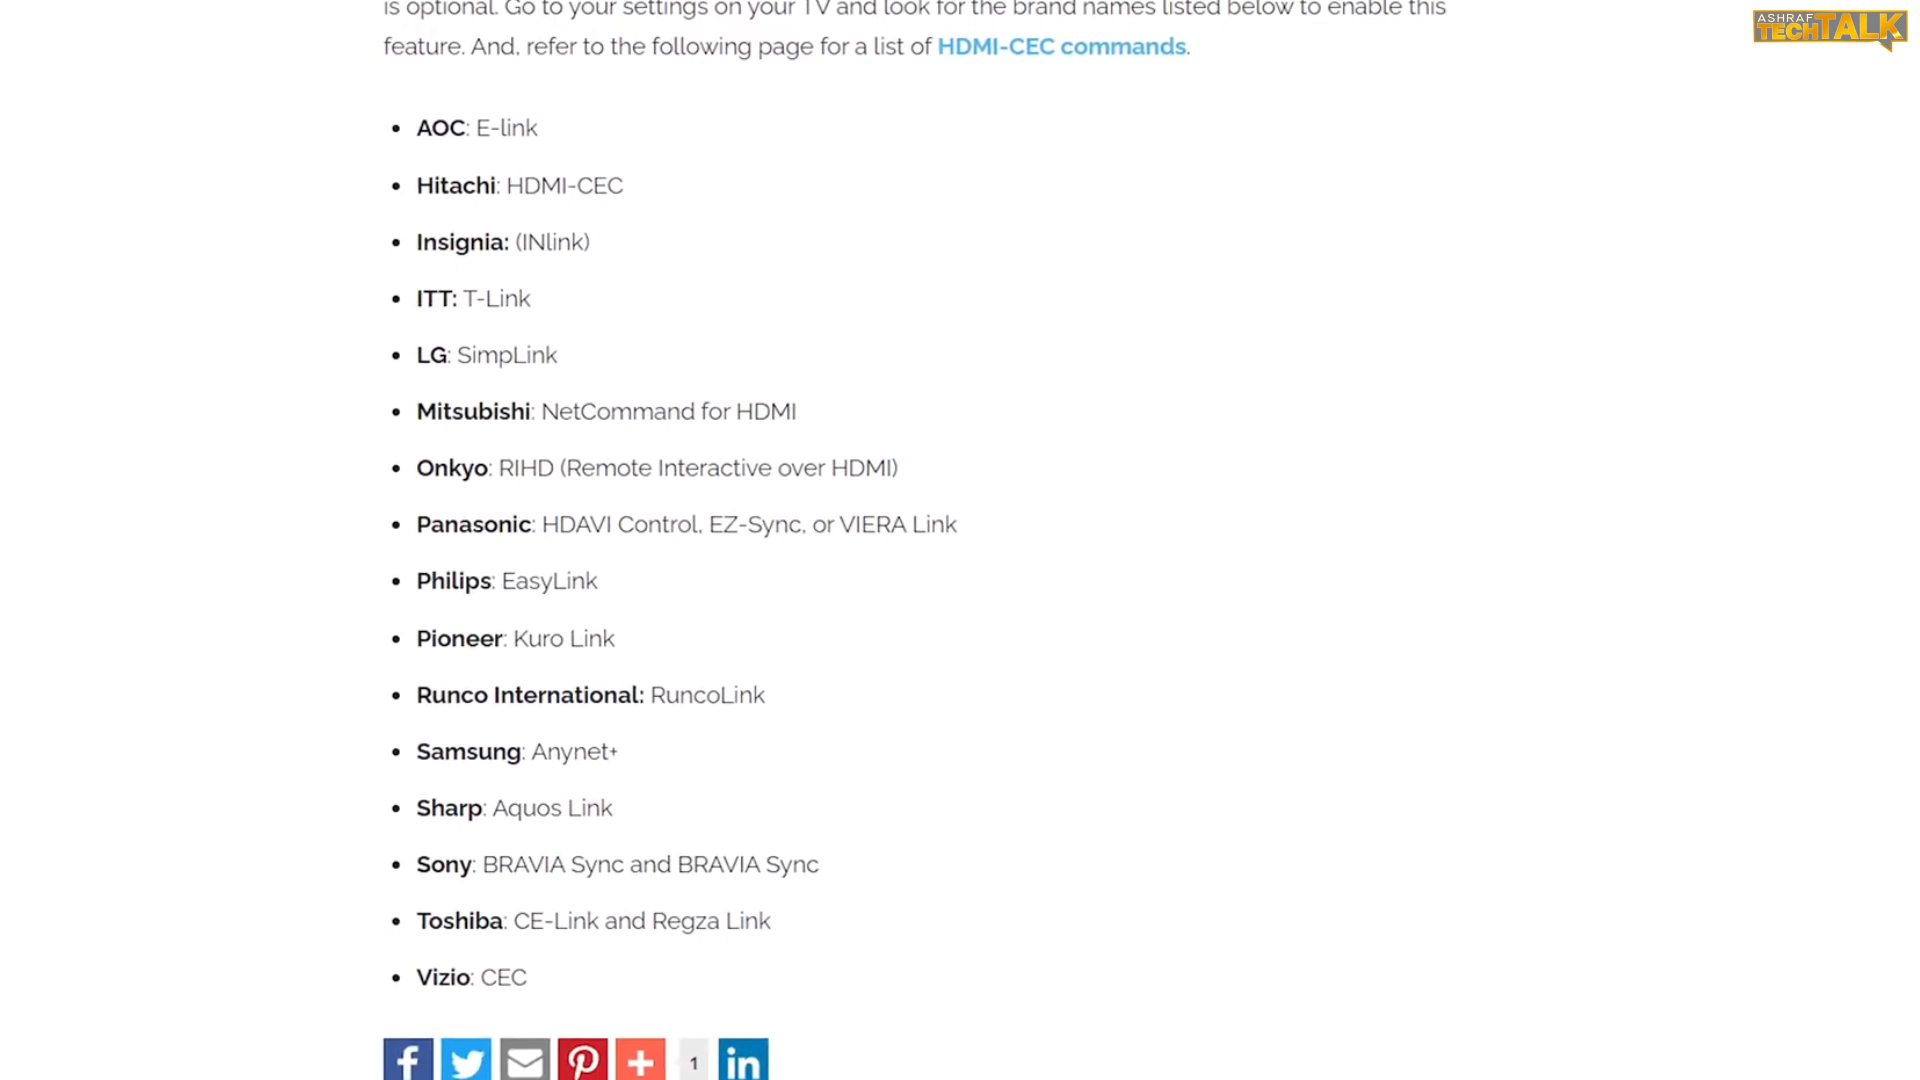 is optional. Go to your settings on your TV and look for the brand names listed below to enable this
feature. And, refer to the following page for a list of HDMI-CEC commands.
AOC: E-link
Hitachi: HDMI-CEC
Insignia: (INlink)
ITT: T-Link
LG: SimpLink
Mitsubishi: NetCommand for HDMI
Onkyo: RIHD (Remote Interactive over HDMI)
Panasonic: HDAVI Control, EZ-Sync, or VIERA Link
Philips: EasyLink
Pioneer: Kuro Link
Runco International: RuncoLink
Samsung: Anynet+
Sharp: Aquos Link
Sony: BRAVIA Sync and BRAVIA Sync
Toshiba: CE-Link and Regza Link
Vizio: CEC
1
ASHRAF
TECHTALK